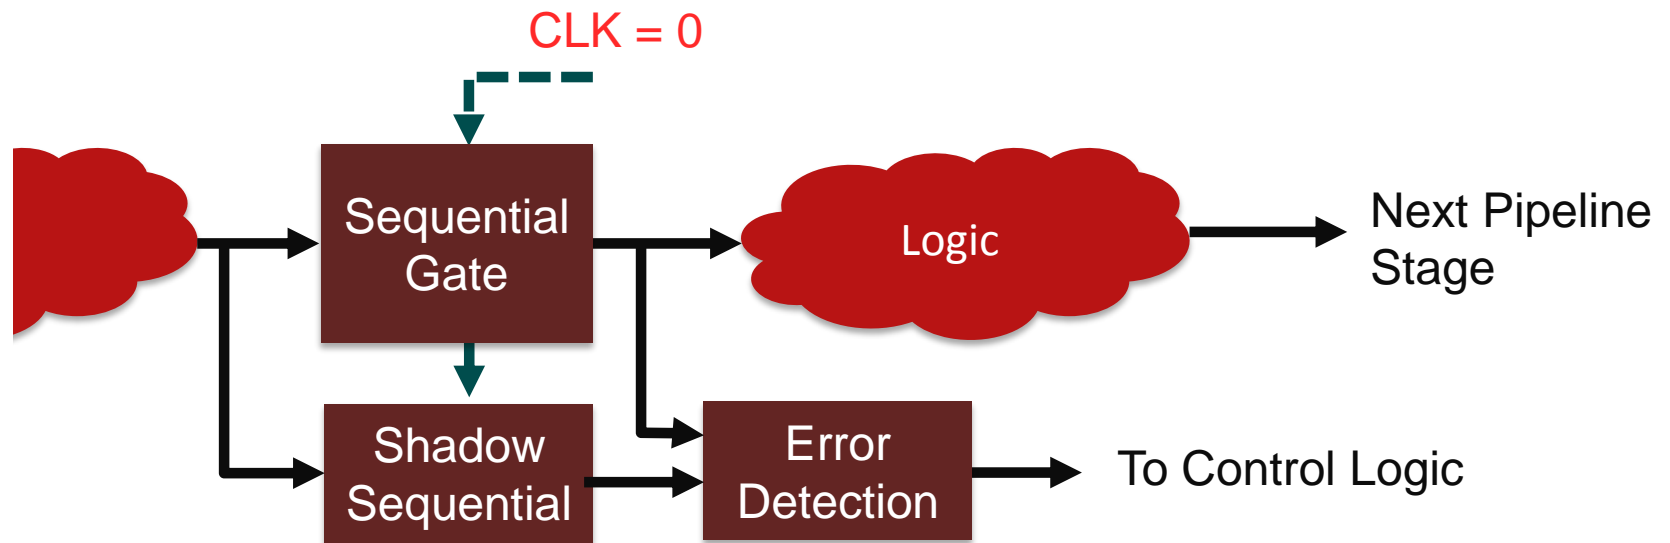 CLK = 0
Sequential
Gate
Logic
Next Pipeline
Stage
Shadow
Sequential
Error
Detection
To Control Logic